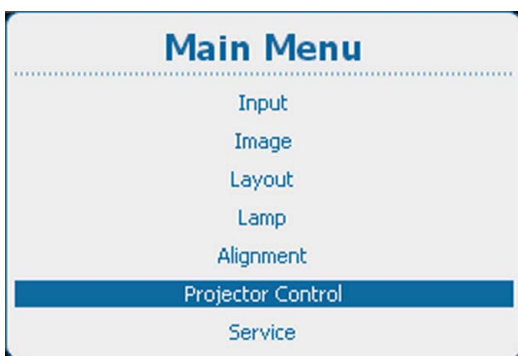 Main Menu
Input
Image
Layout
Lamp
Alignment
Projector Control
Service